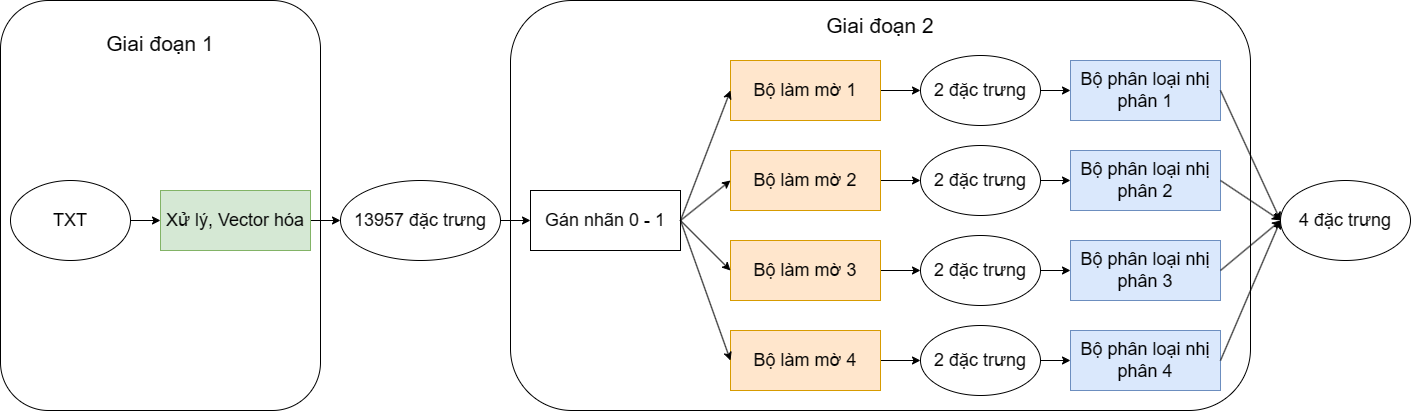 Giai đoạn 1
TXT
Xử lý, Vector hóa
13957 đặc trưng
Giai đoạn 2
Gán nhãn 0 - 1
Bộ làm mờ 1
2 đặc trưng
Bộ phân loại nhị
phân 1
Bộ làm mờ 2
2 đặc trưng
Bộ phân loại nhị
phân 2
Bộ làm mờ 3
2 đặc trưng
Bộ phân loại nhị
phân 3
Bộ làm mờ 4
2 đặc trưng
Bộ phân loại nhị
phân 4
4 đặc trưng